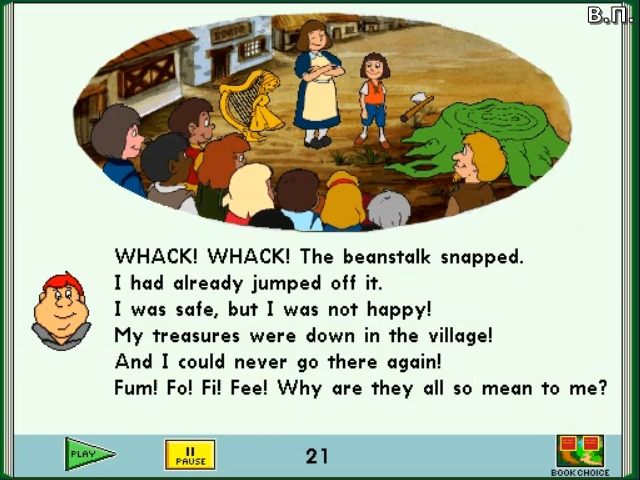 В.П.
WHACK! WHACK! The beanstalk snapped.
I had already jumped off it.
I was safe, but I was not happy!
My treasures were down in the village!
And I could never go there again!
Fum! Fo! Fi! Fee! Why are they all so mean to me?
PLAY
PAUSE
21
BOOK CHOICE